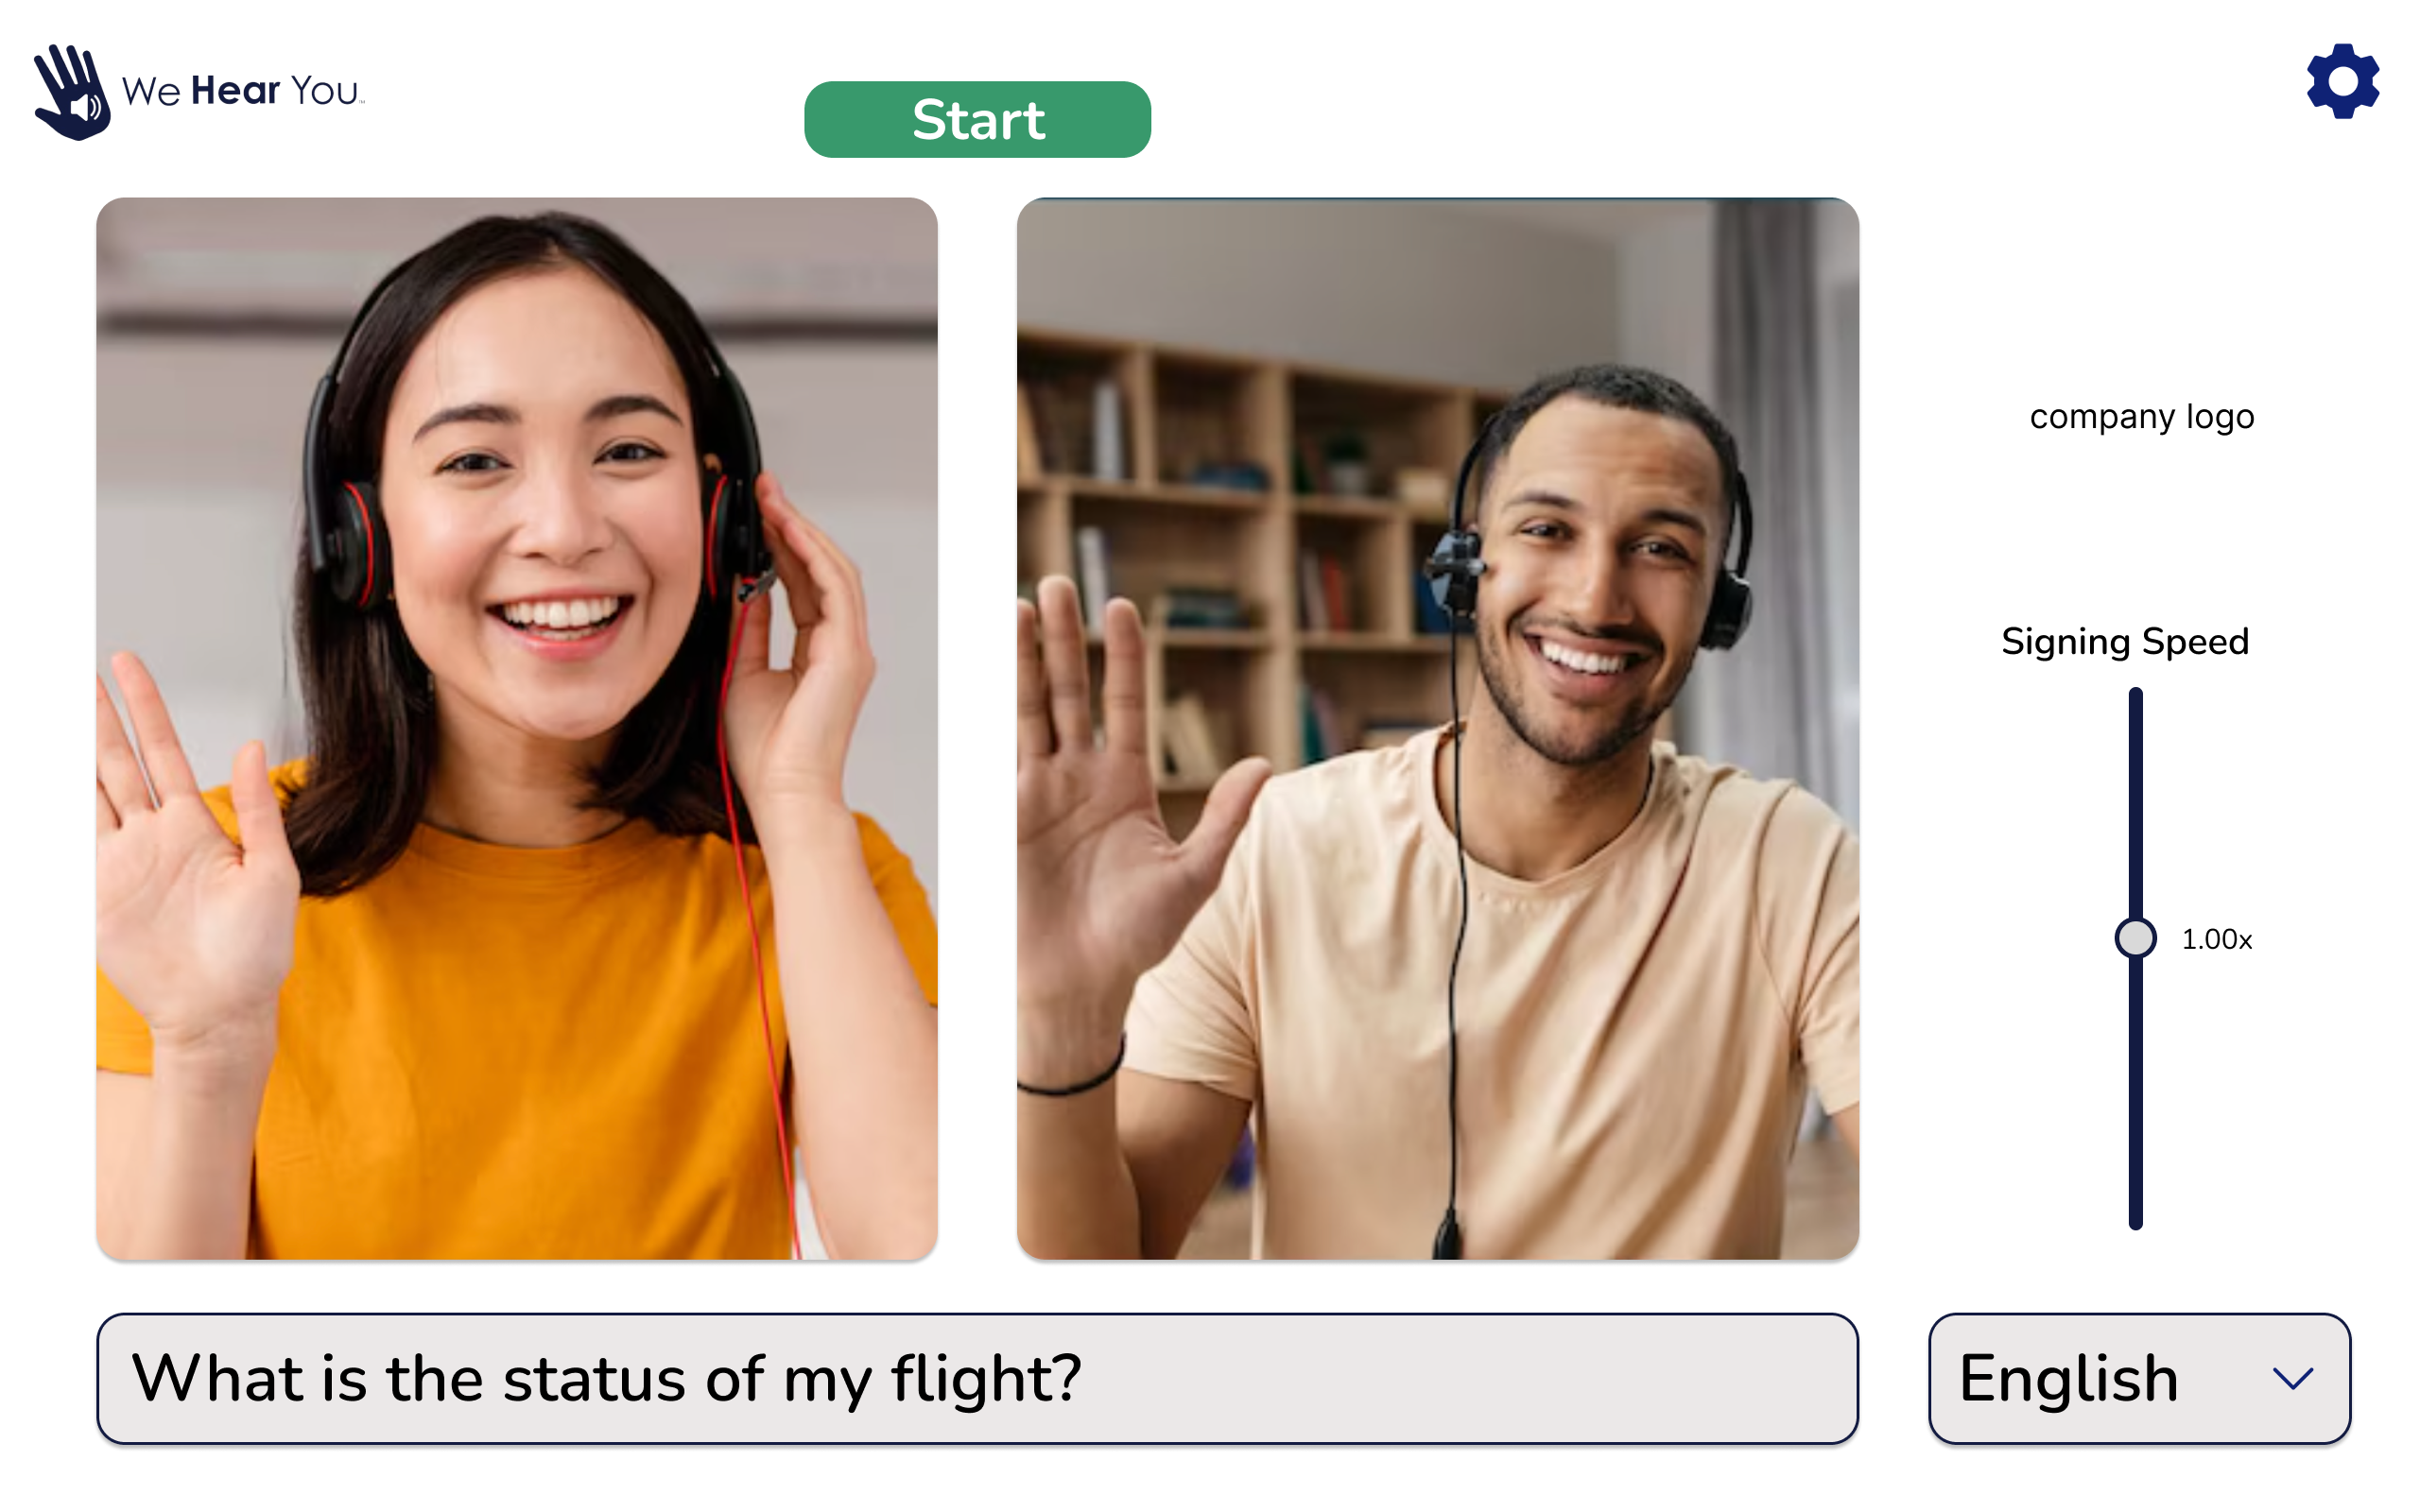 We Hear You
Start
company logo
Signing Speed
1.00x
What is the status of my flight?
English